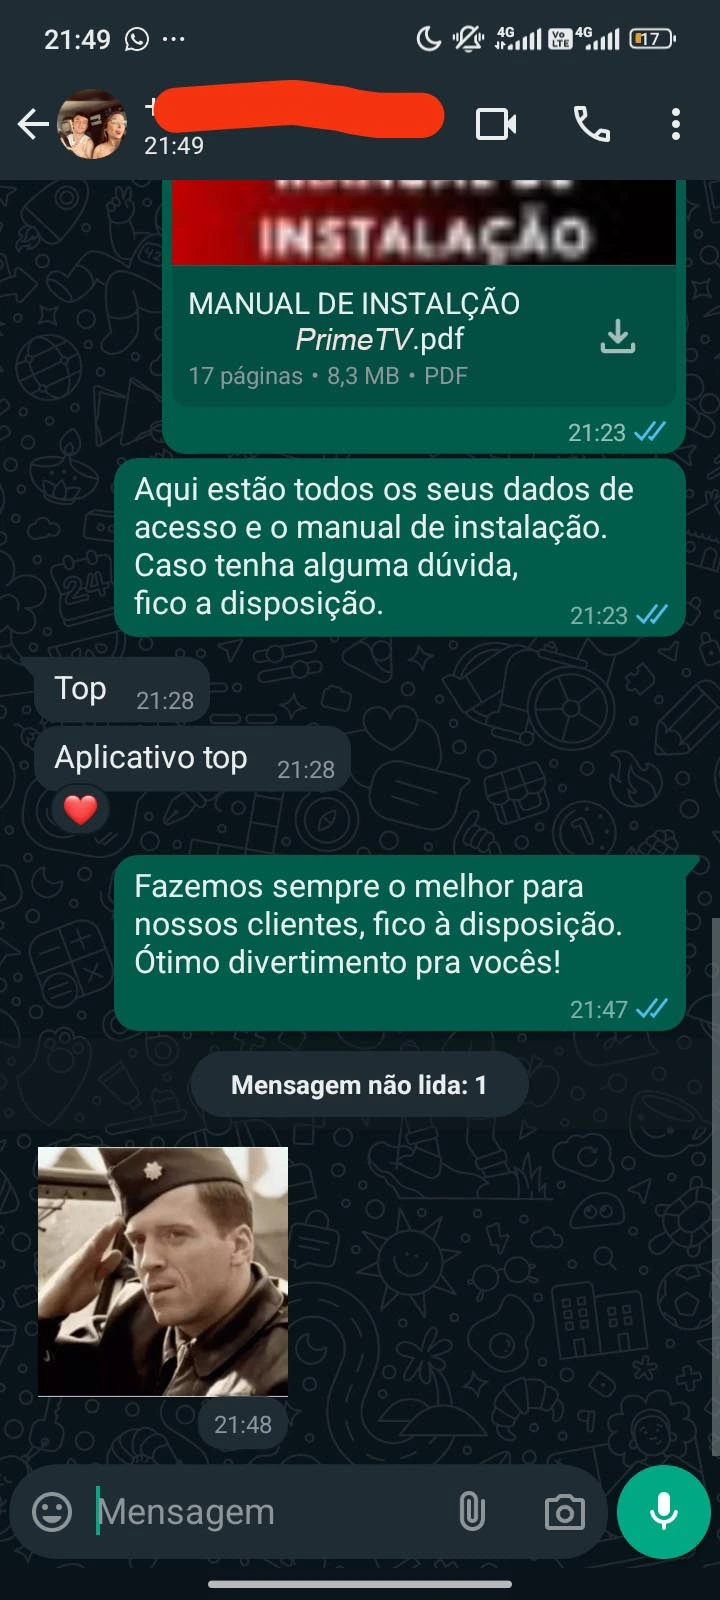 21:49
4G
Vo
LTE
4G
17
+
21:49
INSTALAÇÃO
MANUAL DE INSTALÇÃO
PrimeTV.pdf
17 páginas • 8,3 MB • PDF
21:23
Aqui estão todos os seus dados de
acesso e o manual de instalação.
Caso tenha alguma dúvida,
fico a disposição.
21:23
Top
21:28
Aplicativo top
21:28
Fazemos sempre o melhor para
nossos clientes, fico à disposição.
Ótimo divertimento pra vocês!
21:47
Mensagem não lida: 1
21:48
Mensagem